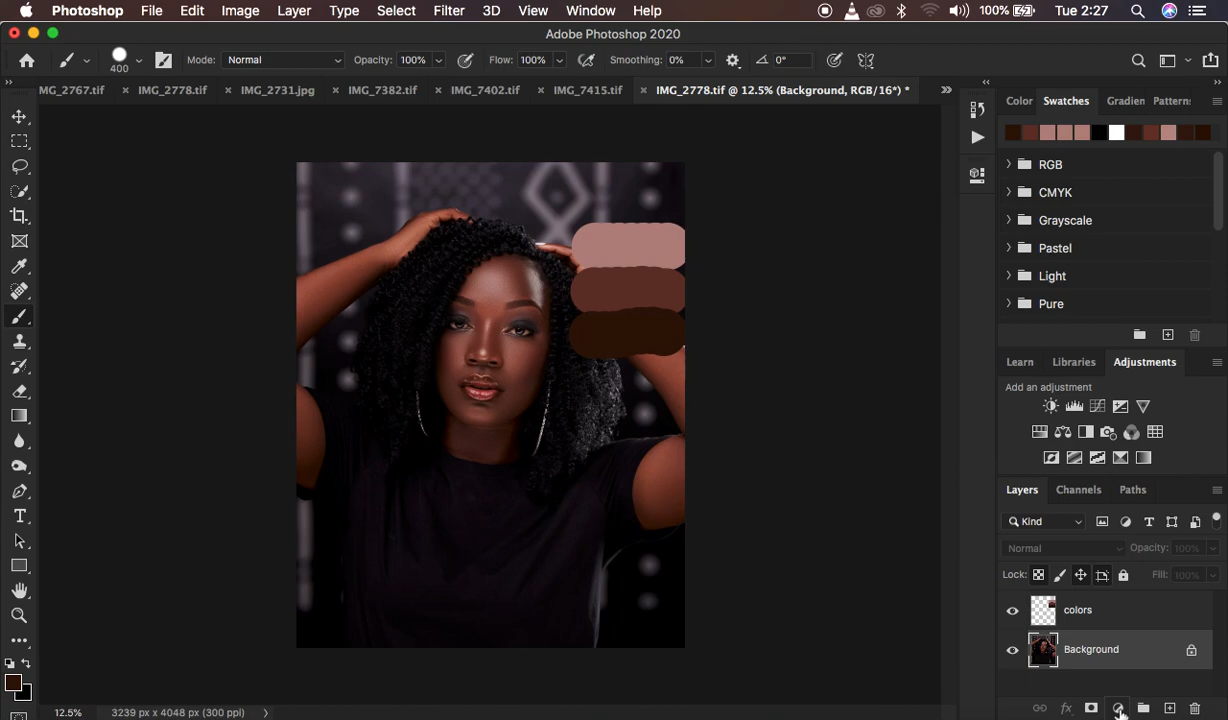 Photoshop File Edit Image Layer Type Select Filter 3D View Window Help 100% Tue 2:27
Adobe Photoshop 2020
400 Mode: Normal Opacity: 100% Flow: 100% Smoothing: 0% 0°
MG_2767.tif × IMG_2778.tif × IMG_2731.jpg × IMG_7382.tif × IMG_7402.tif × IMG_7415.tif × IMG_2778.tif @ 12.5% (Background, RGB/16*) *
Color Swatches Gradien Pattern:
RGB
CMYK
Grayscale
Pastel
Light
Pure
Learn Libraries Adjustments
Add an adjustment
Layers Channels Paths
Kind
Normal Opacity: 100%
Lock: Fill: 100%
colors
Background
12.5% 3239 px x 4048 px (300 ppi)